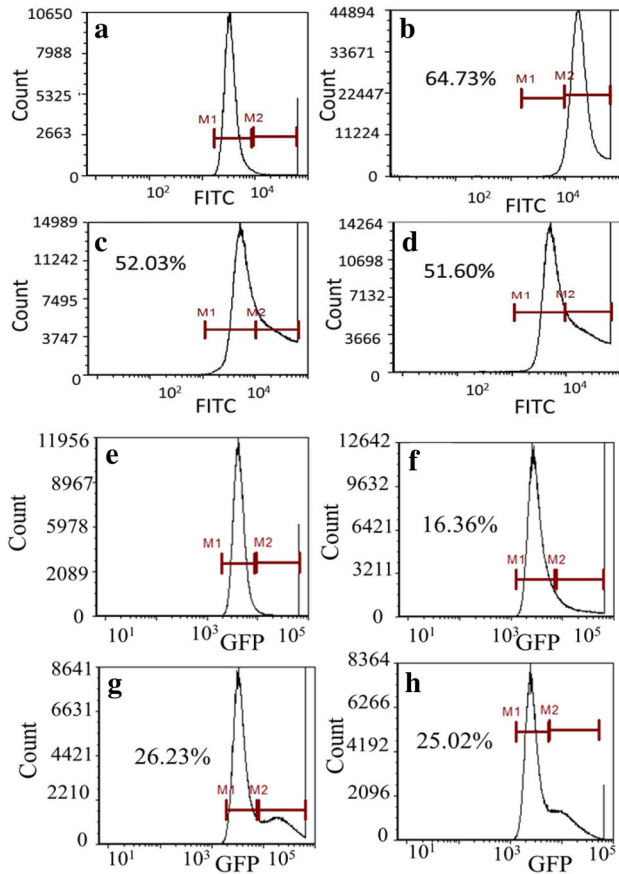 a
10650
7988
5325
2663
0
Count
M1 M2
10² 10⁴
FITC
b
44894
33671
22447
11224
0
Count
64.73%
M1 M2
10² 10⁴
FITC
c
14989
11242
7495
3747
0
Count
52.03%
M1 M2
10² 10⁴
FITC
d
14264
10698
7132
3666
0
Count
51.60%
M1 M2
10² 10⁴
FITC
e
11956
8967
5978
2089
0
Count
M1 M2
10¹ 10³ 10⁵
GFP
f
12642
9632
6421
3211
0
Count
16.36%
M1 M2
10¹ 10³ 10⁵
GFP
g
8641
6631
4421
2210
0
Count
26.23%
M1 M2
10¹ 10³ 10⁵
GFP
h
8364
6266
4192
2096
0
Count
25.02%
M1 M2
10¹ 10³ 10⁵
GFP